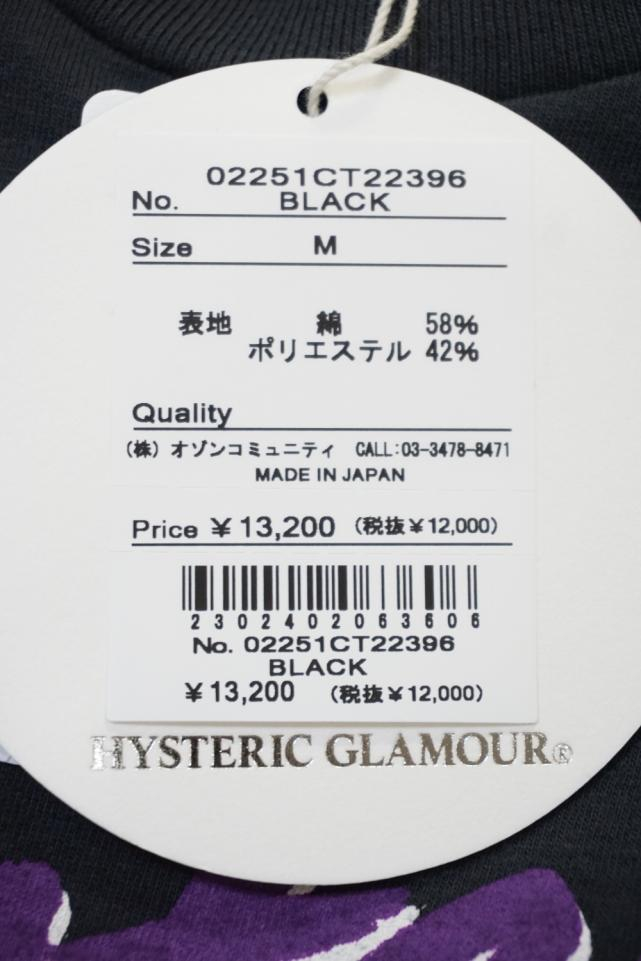 02251CT22396
No. BLACK
Size M
表地 綿 58%
ポリエステル 42%
Quality
(株) オゾンコミュニティ CALL:03-3478-8471
MADE IN JAPAN
Price ¥13,200 (税抜¥12,000)
2302402063606
No. 02251CT22396
BLACK
¥13,200 (税抜¥12,000)
HYSTERIC GLAMOUR®